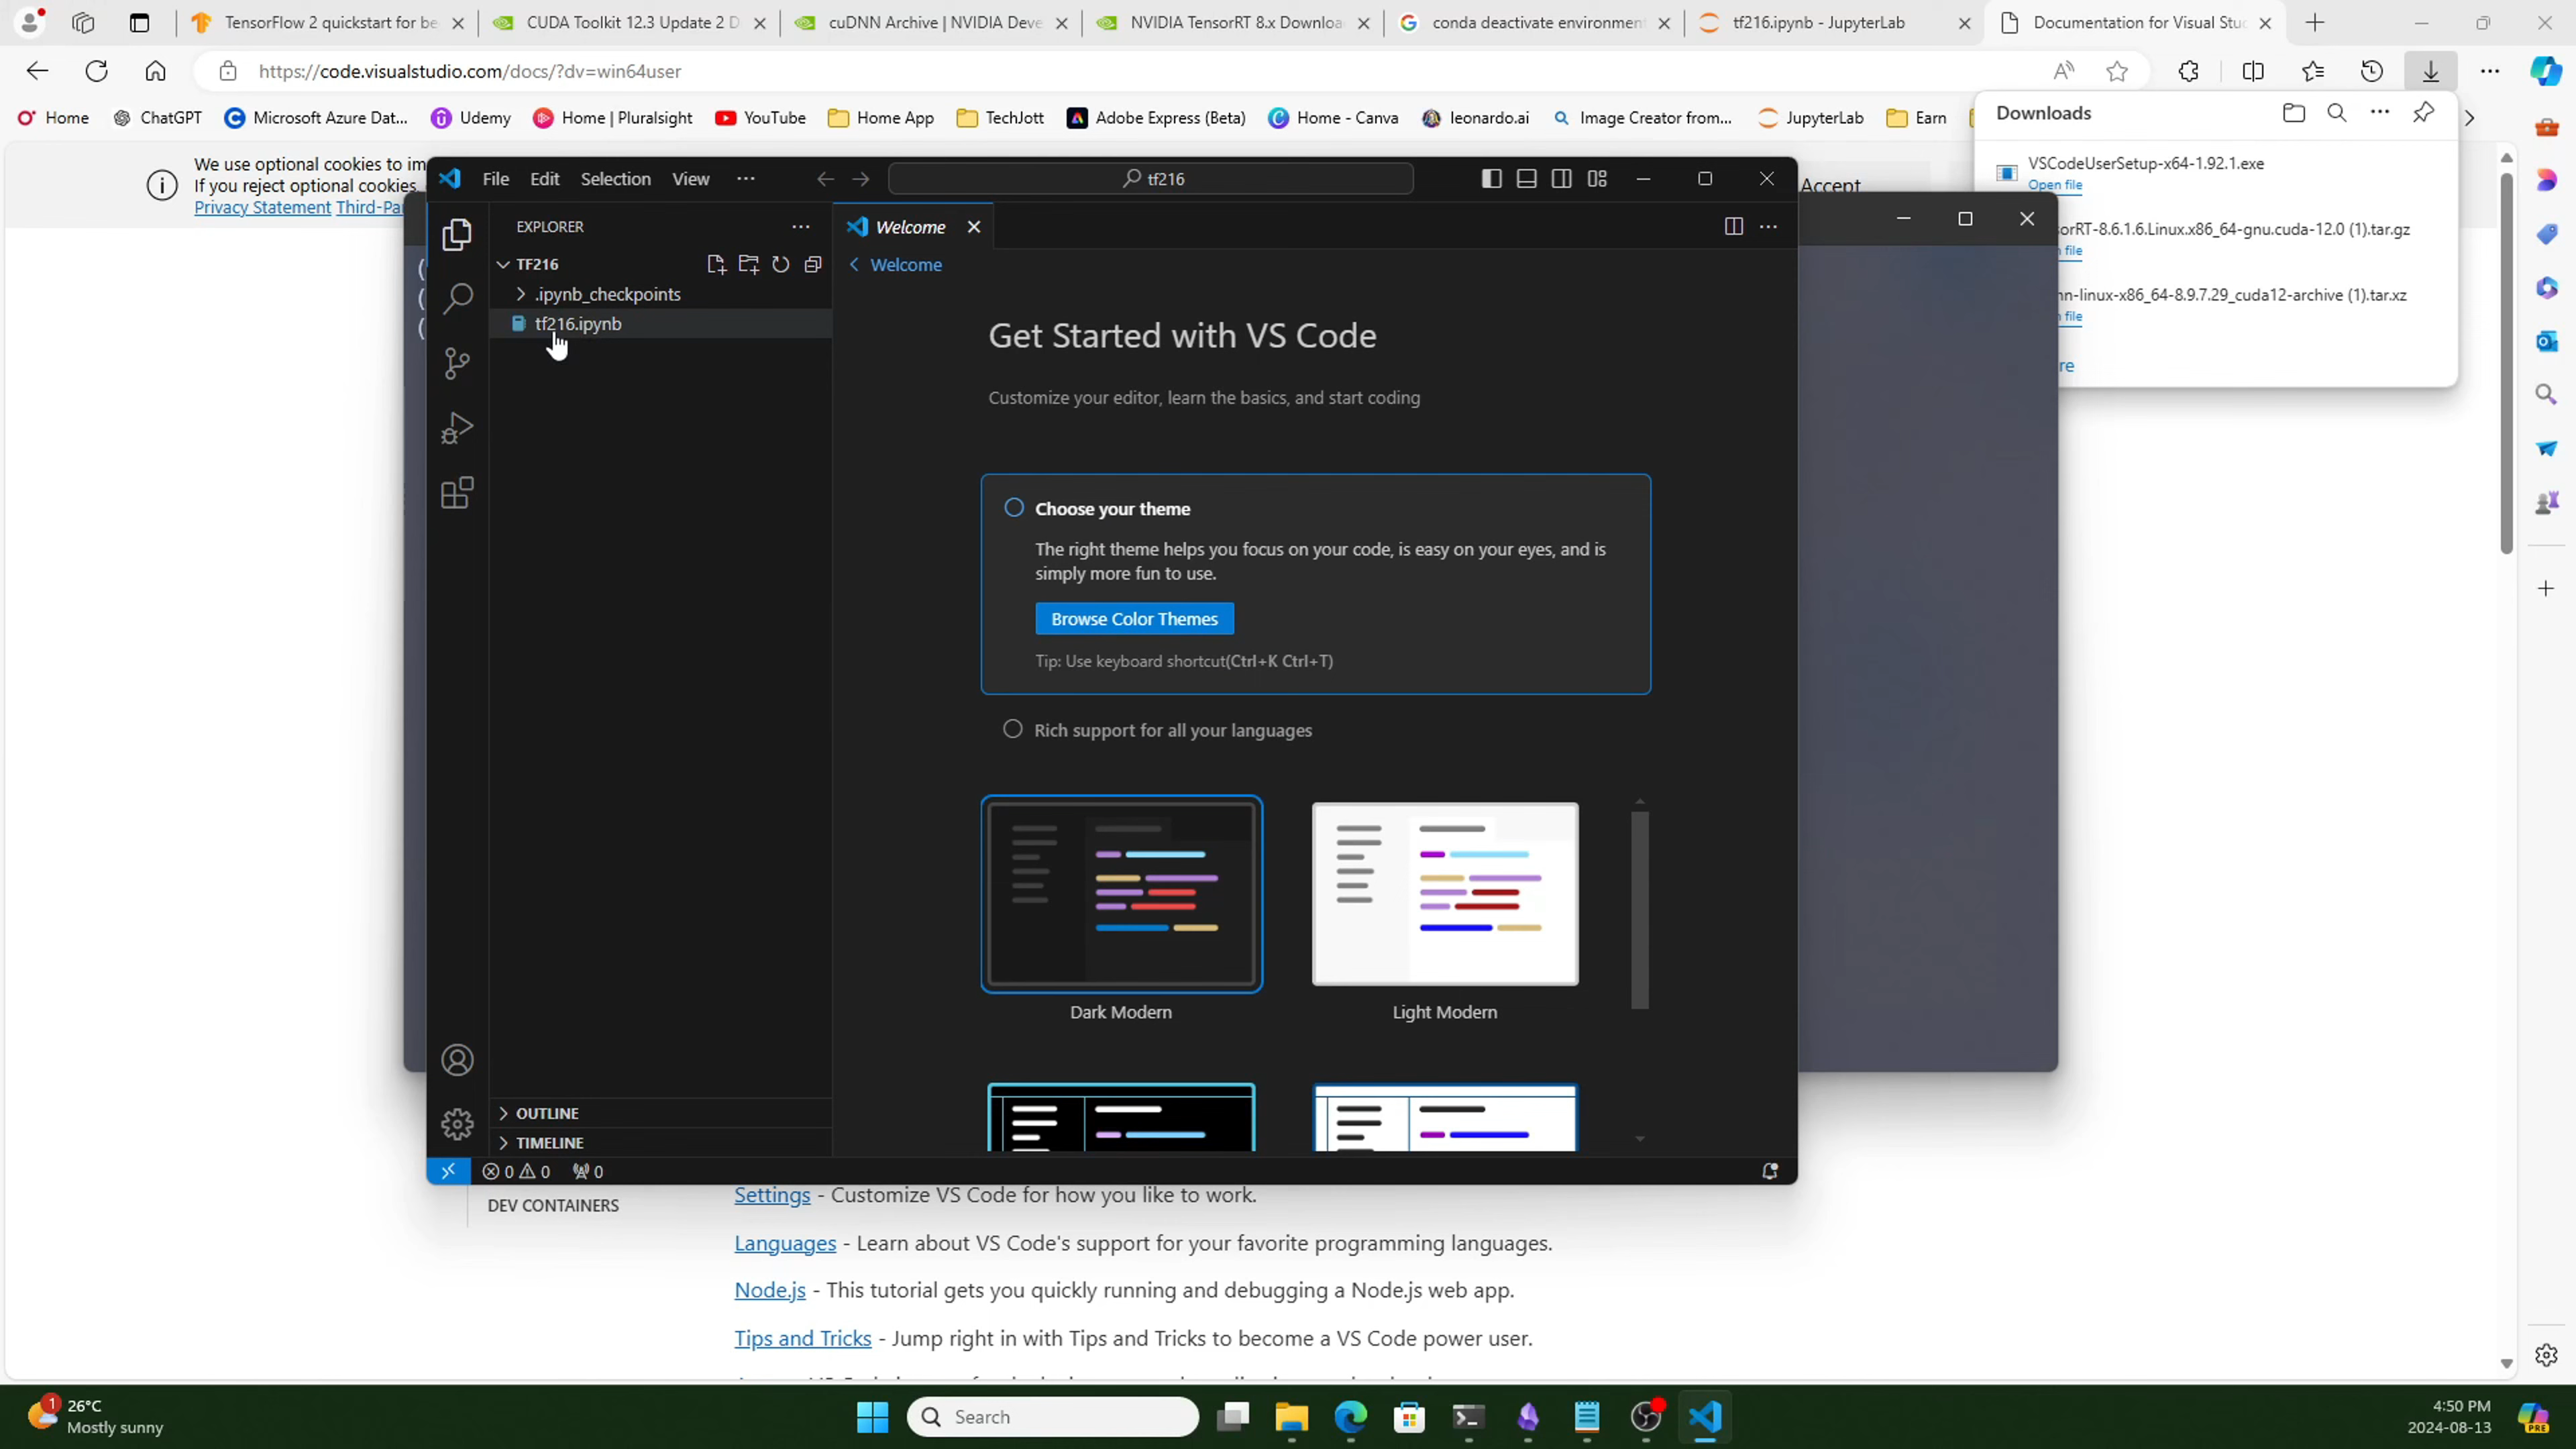 TensorFlow 2 quickstart for be
CUDA Toolkit 12.3 Update 2 D
cuDNN Archive | NVIDIA Deve
NVIDIA TensorRT 8.x Downloa
conda deactivate environment
tf216.ipynb - JupyterLab
Documentation for Visual Stud
https://code.visualstudio.com/docs/?dv=win64user
Home
ChatGPT
Microsoft Azure Dat...
Udemy
Home | Pluralsight
YouTube
Home App
TechJott
Adobe Express (Beta)
Home - Canva
leonardo.ai
Image Creator from...
JupyterLab
Earn
Downloads
VSCodeUserSetup-x64-1.92.1.exe
Open file
sorRT-8.6.1.6.Linux.x86_64-gnu.cuda-12.0 (1).tar.gz
file
nn-linux-x86_64-8.9.7.29_cuda12-archive (1).tar.xz
file
re
We use optional cookies to im
If you reject optional cookies,
Privacy Statement Third-Par
Accept
File Edit Selection View ...
tf216
EXPLORER
TF216
.ipynb_checkpoints
tf216.ipynb
OUTLINE
TIMELINE
Welcome
Welcome
Get Started with VS Code
Customize your editor, learn the basics, and start coding
Choose your theme
The right theme helps you focus on your code, is easy on your eyes, and is
simply more fun to use.
Browse Color Themes
Tip: Use keyboard shortcut(Ctrl+K Ctrl+T)
Rich support for all your languages
Dark Modern
Light Modern
0 0 0
DEV CONTAINERS
Settings - Customize VS Code for how you like to work.
Languages - Learn about VS Code's support for your favorite programming languages.
Node.js - This tutorial gets you quickly running and debugging a Node.js web app.
Tips and Tricks - Jump right in with Tips and Tricks to become a VS Code power user.
1
26°C
Mostly sunny
Search
4:50 PM
2024-08-13
PRE